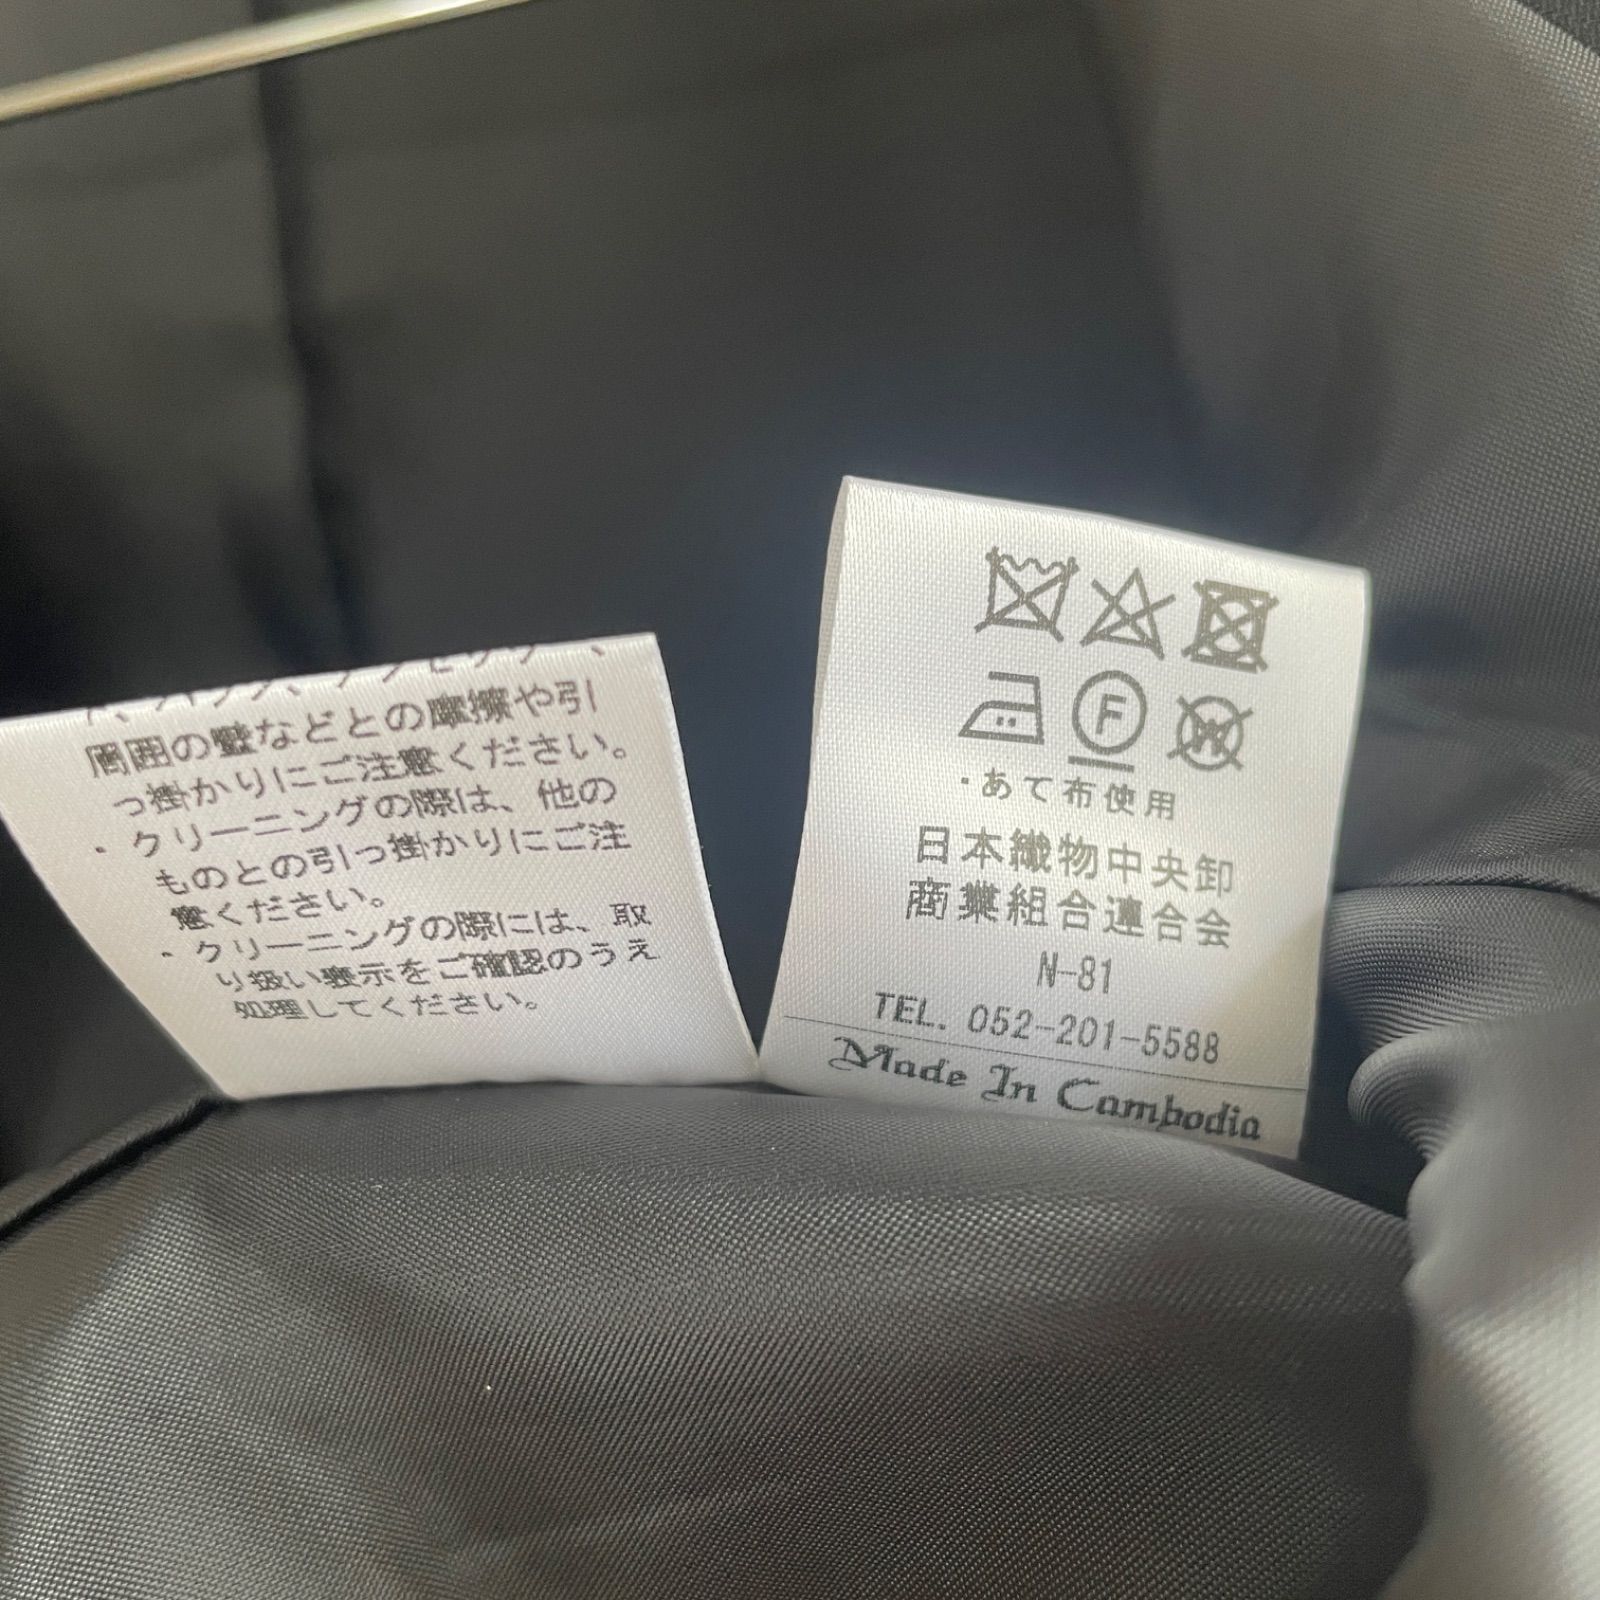 周囲の壁などとの摩擦や引
っ掛かりにご注意ください。
・クリーニングの際は、他の
ものとの引っ掛かりにご注
意ください。
・クリーニングの際には、取
り扱い表示をご確認のうえ
処理してください。
F
W
・あて布使用
日本織物中央卸
商業組合連合会
N-81
TEL. 052-201-5588
Made In Cambodia